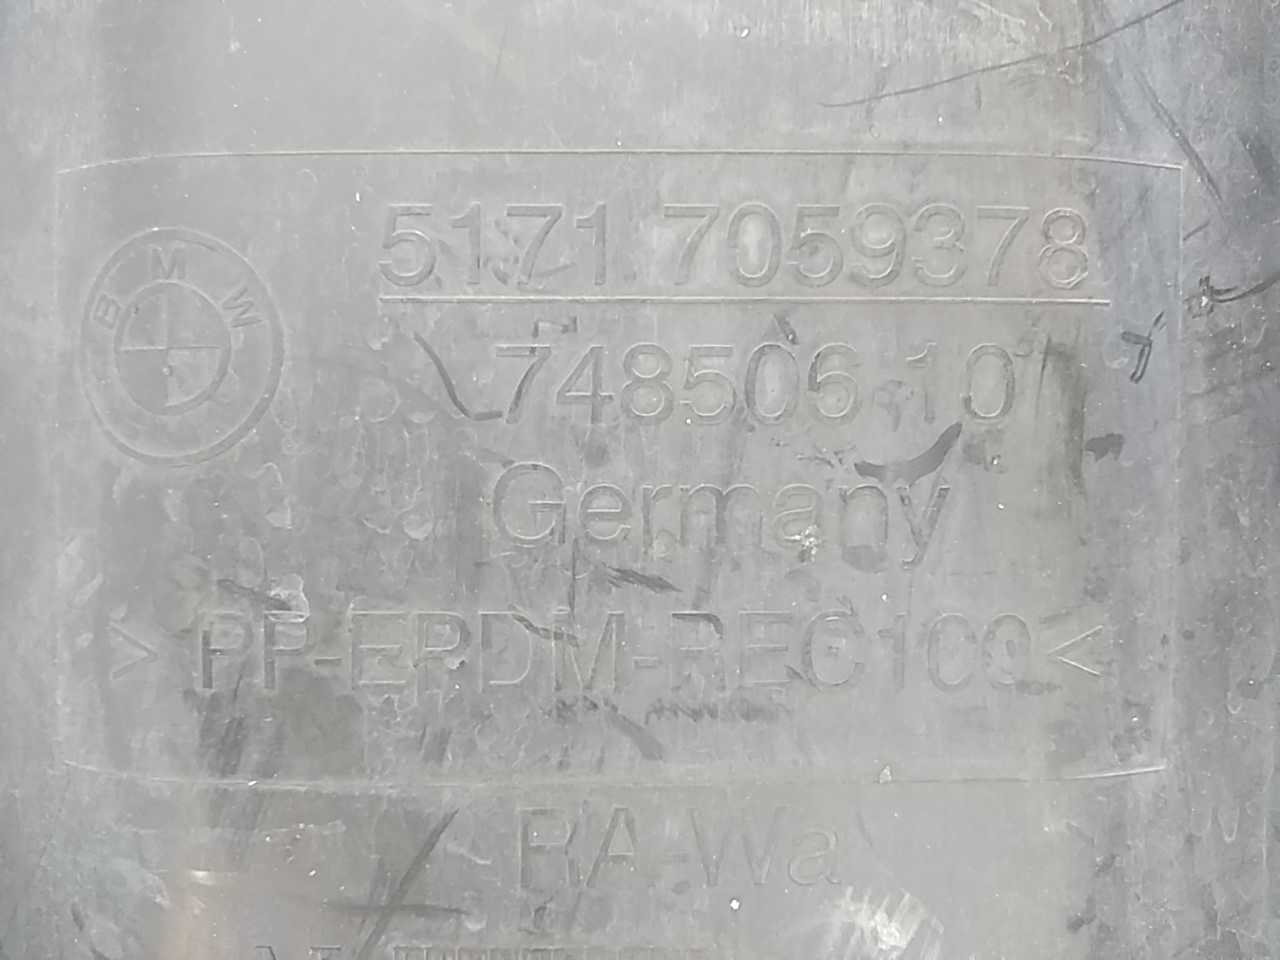 BMW
5171 7059378
748506 10
Germany
> PP-EPDM-REC100 <
RA-Wa